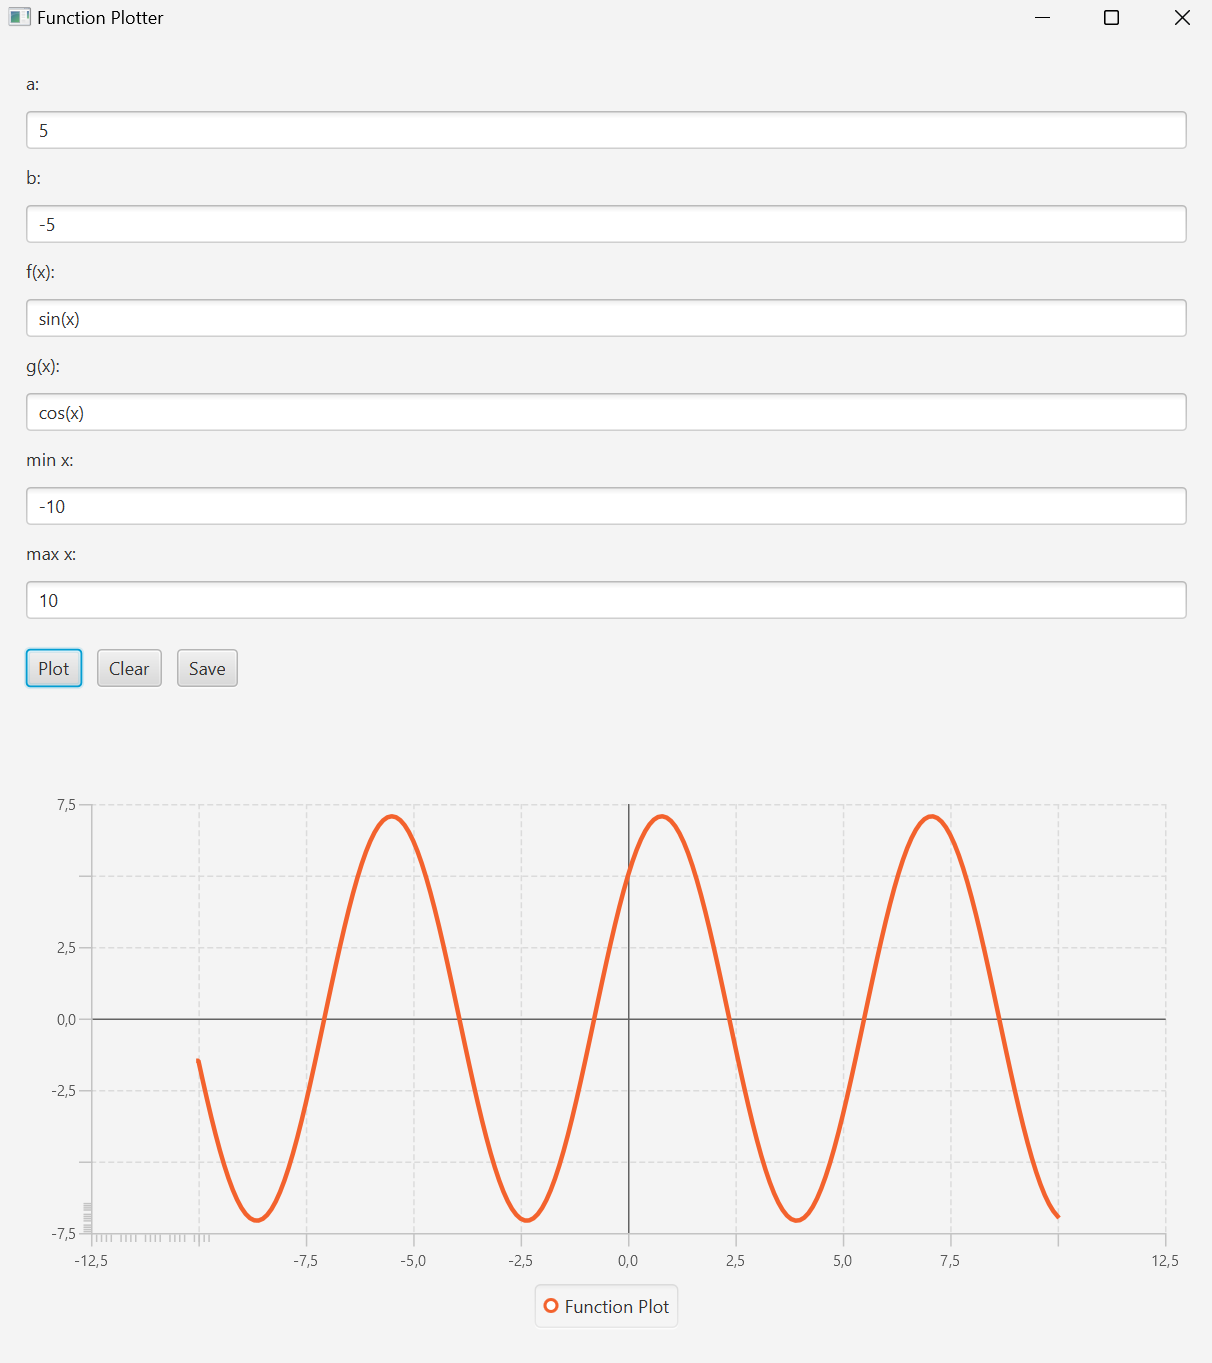 Function Plotter
a:
5
b:
-5
f(x):
sin(x)
g(x):
cos(x)
min x:
-10
max x:
10
Plot Clear Save
7,5
2,5
0,0
-2,5
-7,5
-12,5 -7,5 -5,0 -2,5 0,0 2,5 5,0 7,5 12,5
Function Plot